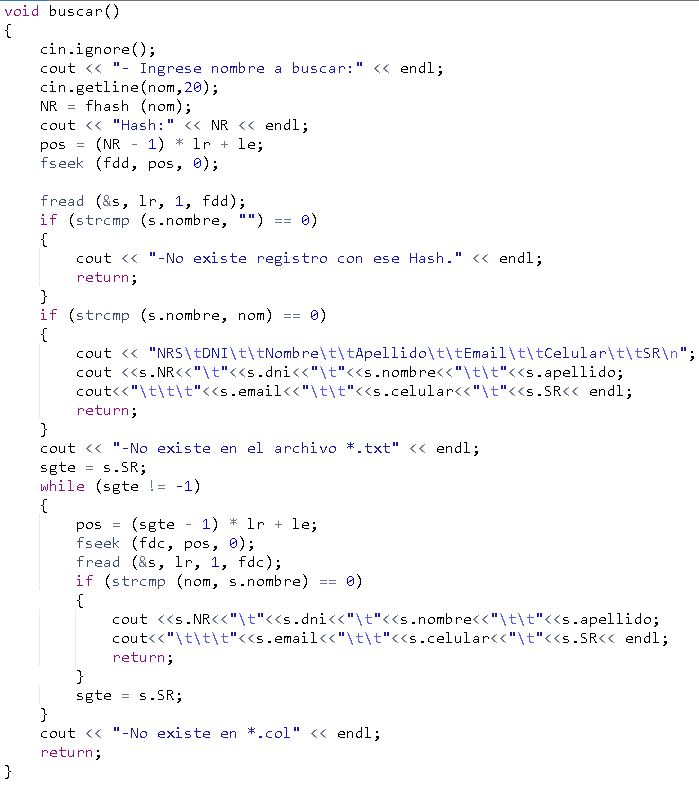 void buscar()
{
    cin.ignore();
    cout << "- Ingrese nombre a buscar:" << endl;
    cin.getline(nom,20);
    NR = fhash (nom);
    cout << "Hash:" << NR << endl;
    pos = (NR - 1) * lr + le;
    fseek (fdd, pos, 0);

    fread (&s, lr, 1, fdd);
    if (strcmp (s.nombre, "") == 0)
    {
        cout << "-No existe registro con ese Hash." << endl;
        return;
    }
    if (strcmp (s.nombre, nom) == 0)
    {
        cout << "NRS\tDNI\t\tNombre\t\tApellido\t\tEmail\t\tCelular\t\tSR\n";
        cout <<s.NR<<"\t"<<s.dni<<"\t"<<s.nombre<<"\t\t"<<s.apellido;
        cout<<"\t\t\t"<<s.email<<"\t\t"<<s.celular<<"\t"<<s.SR<< endl;
        return;
    }
    cout << "-No existe en el archivo *.txt" << endl;
    sgte = s.SR;
    while (sgte != -1)
    {
        pos = (sgte - 1) * lr + le;
        fseek (fdc, pos, 0);
        fread (&s, lr, 1, fdc);
        if (strcmp (nom, s.nombre) == 0)
        {
            cout <<s.NR<<"\t"<<s.dni<<"\t"<<s.nombre<<"\t\t"<<s.apellido;
            cout<<"\t\t\t"<<s.email<<"\t\t"<<s.celular<<"\t"<<s.SR<< endl;
            return;
        }
        sgte = s.SR;
    }
    cout << "-No existe en *.col" << endl;
    return;
}